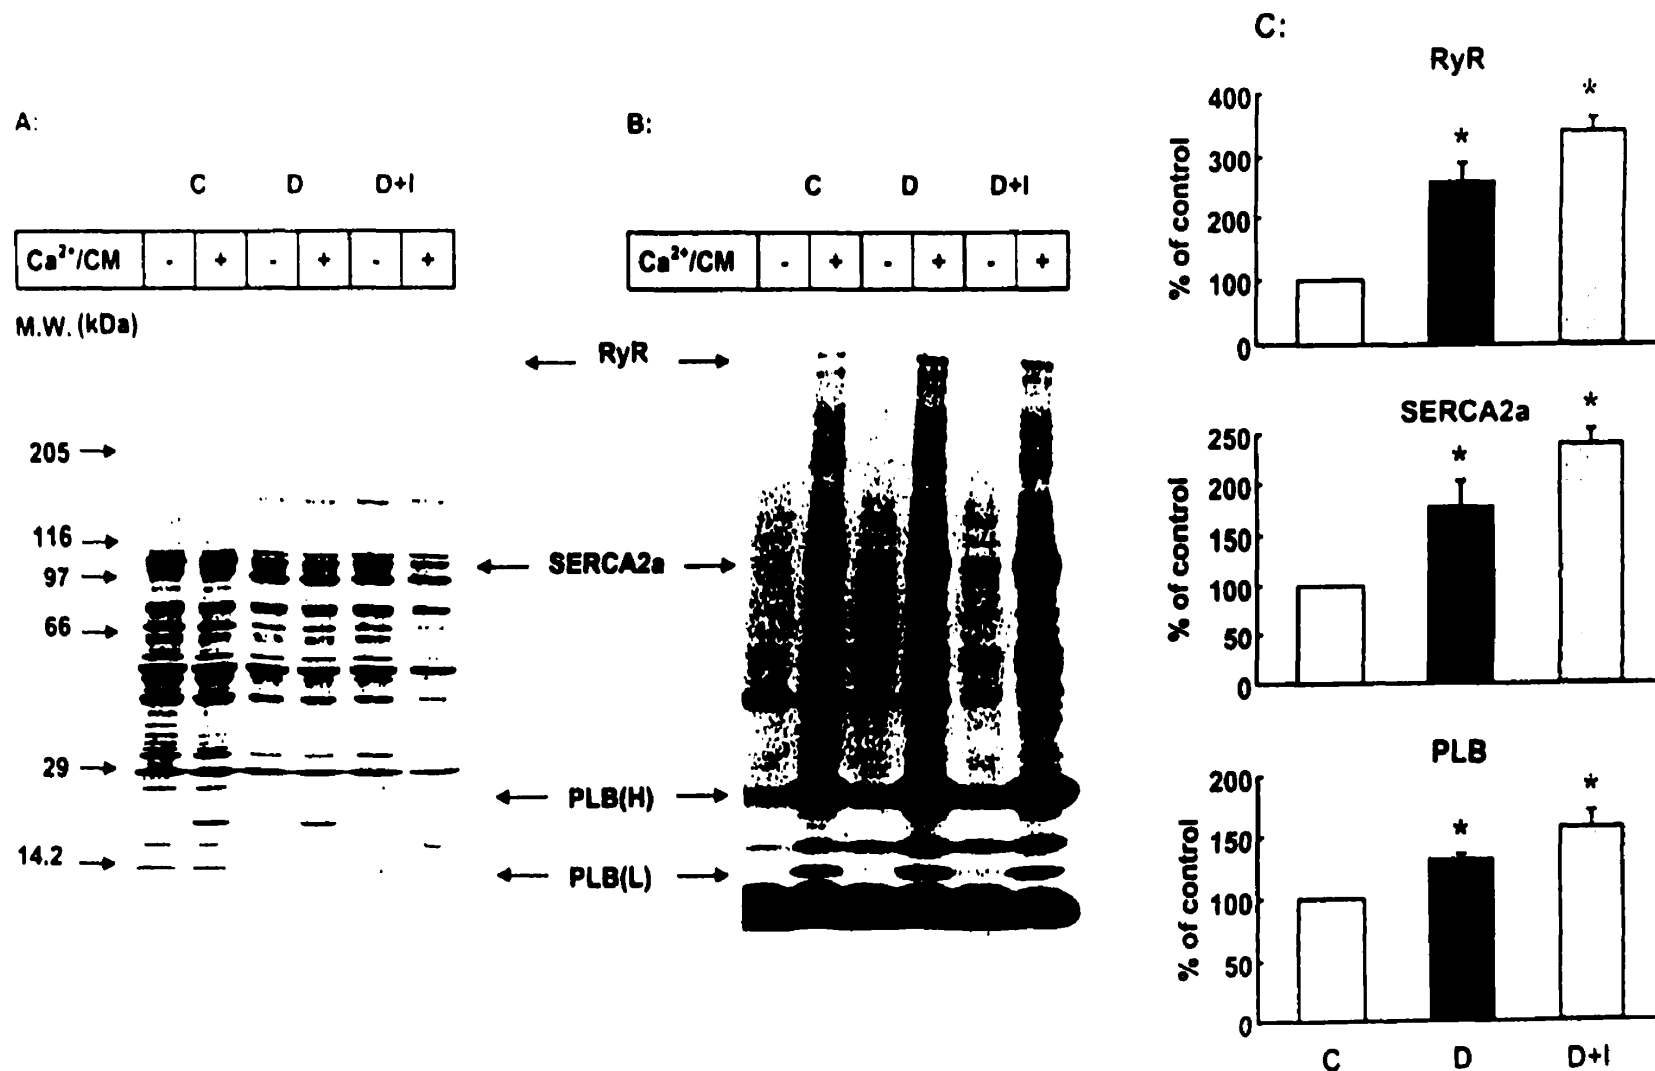 A:
C D D+I
Ca²⁺/CM - + - + - +
M.W. (kDa)
205 →
116 →
97 →
66 →
29 →
14.2 →
← RyR →
← SERCA2a →
← PLB(H) →
← PLB(L) →
B:
C D D+I
Ca²⁺/CM - + - + - +
C:
RyR
% of control
400
300
200
100
0
* *
SERCA2a
% of control
250
200
150
100
50
0
* *
PLB
% of control
200
150
100
50
0
* *
C D D+I